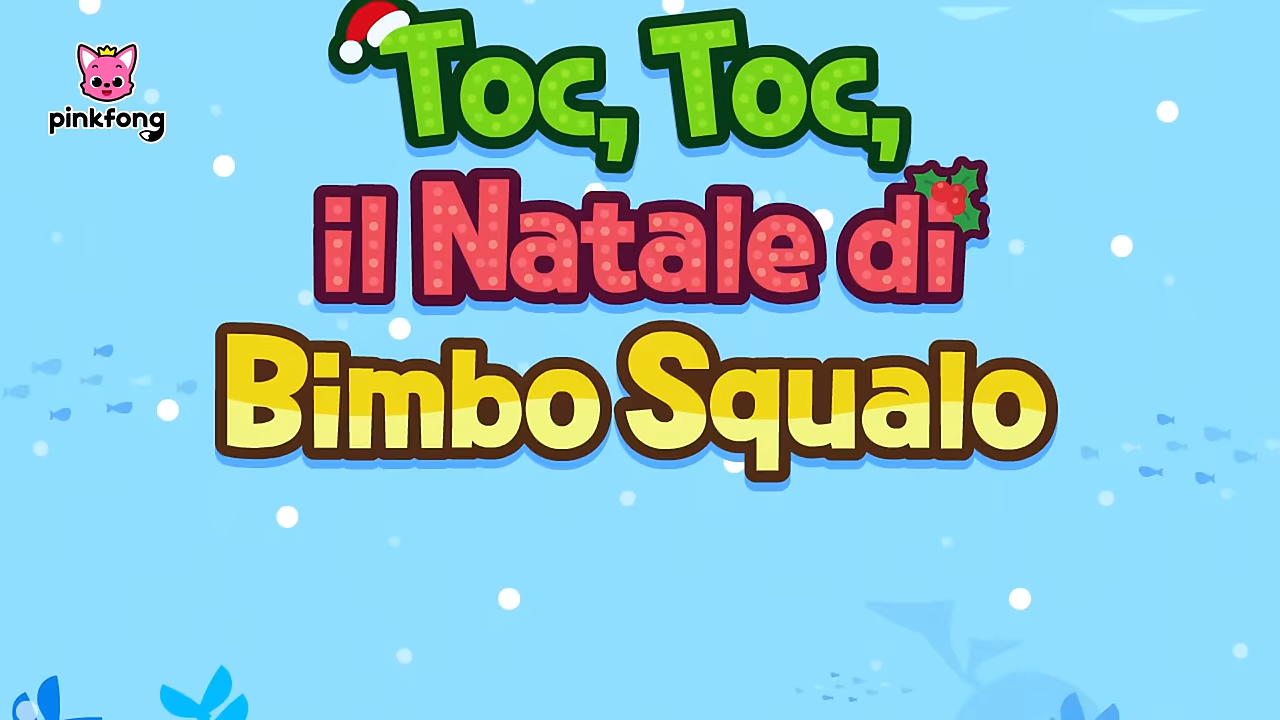 pinkfong
Toc, Toc,
il Natale di
Bimbo Squalo